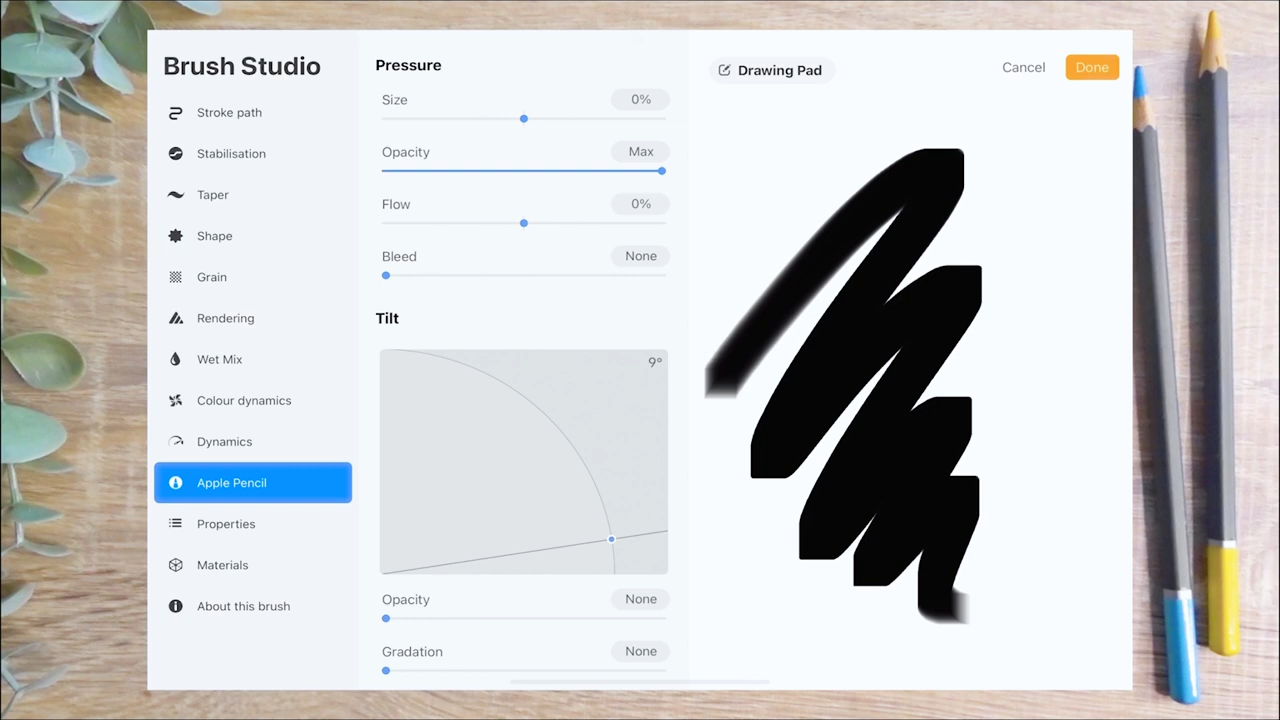 Brush Studio
Stroke path
Stabilisation
Taper
Shape
Grain
Rendering
Wet Mix
Colour dynamics
Dynamics
Apple Pencil
Properties
Materials
About this brush
Pressure
Size 0%
Opacity Max
Flow 0%
Bleed None
Tilt
9°
Opacity None
Gradation None
Drawing Pad
Cancel
Done